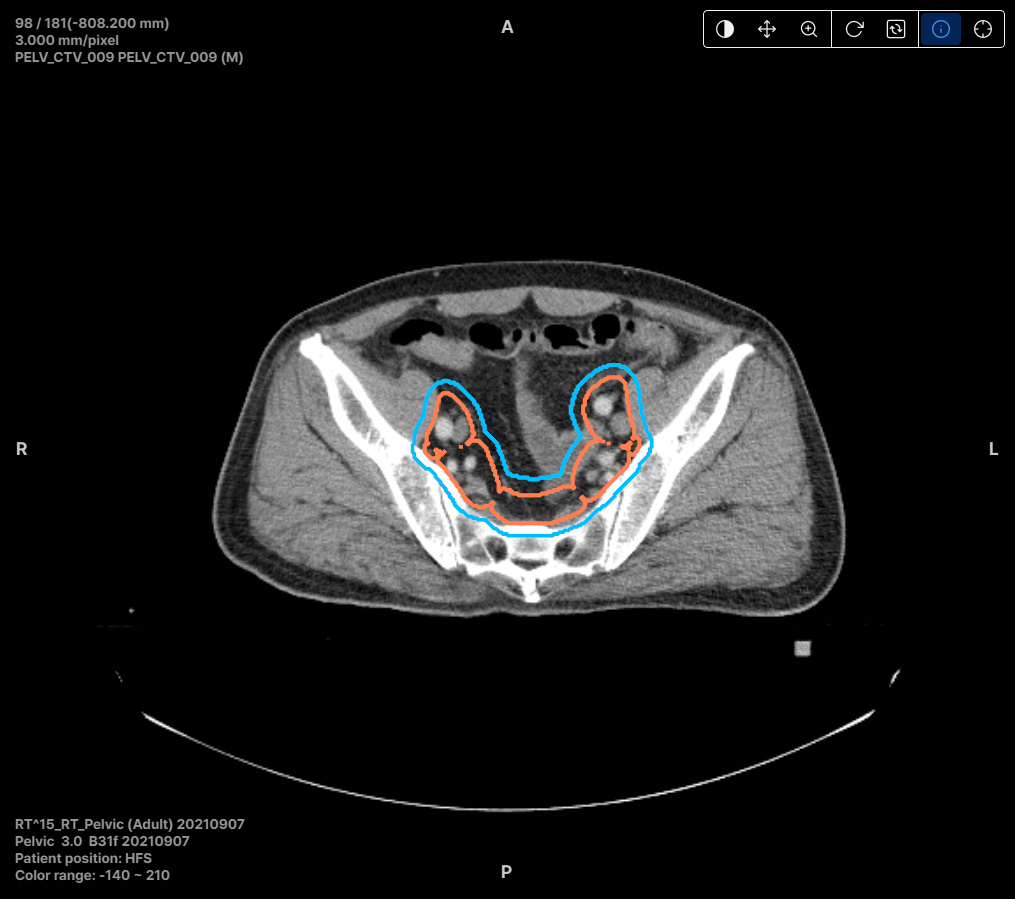 98 / 181(-808.200 mm)
3.000 mm/pixel
PELV_CTV_009 PELV_CTV_009 (M)
A
R
L
RT^15_RT_Pelvic (Adult) 20210907
Pelvic  3.0  B31f 20210907
Patient position: HFS
Color range: -140 ~ 210
P